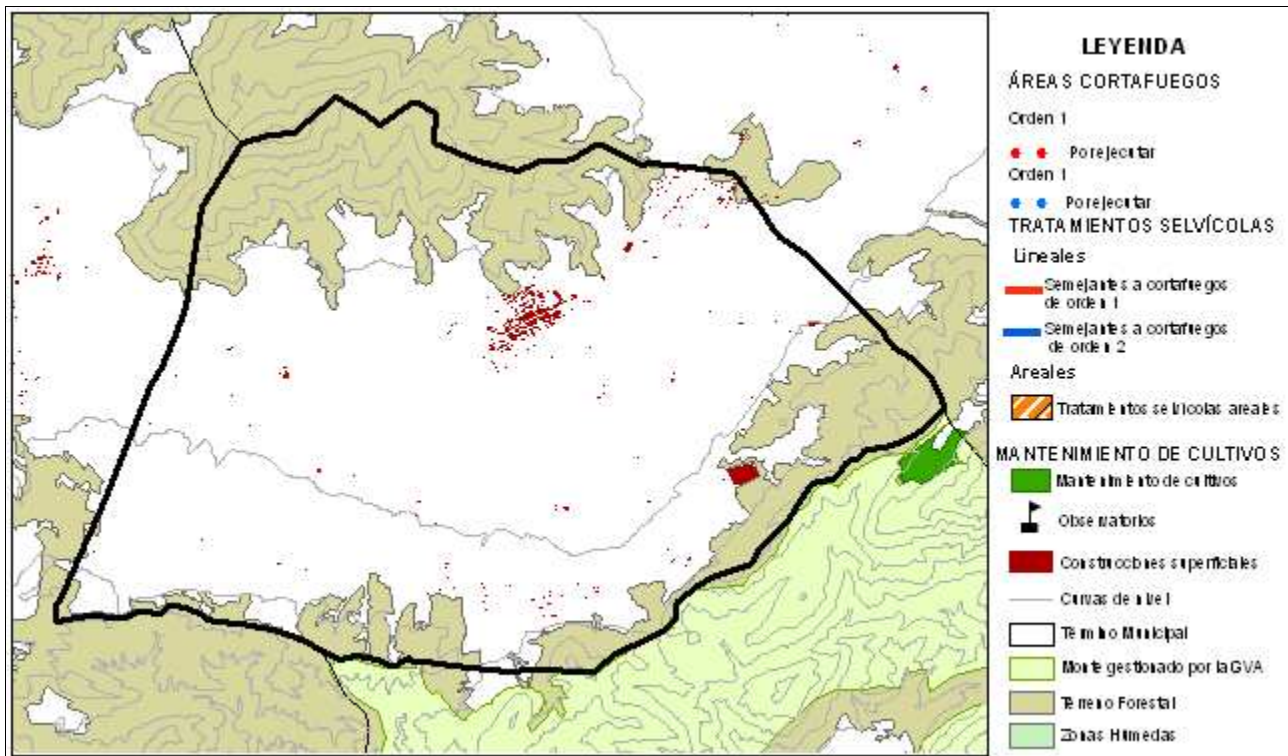 LEYENDA
ÁREAS CORTAFUEGOS
Orden 1
Por ejecutar
Orden 1
Por ejecutar
TRATAMIENTOS SELVÍCOLAS
Lineales
Semejantes a cortafuegos
de orden 1
Semejantes a cortafuegos
de orden 2
Areales
Tratamientos selvícolas areales
MANTENIMIENTO DE CULTIVOS
Mantenimiento de cultivos
Observatorios
Construcciones superficiales
Curvas de nivel
Término Municipal
Monte gestionado por la GVA
Terreno Forestal
Zonas Húmedas